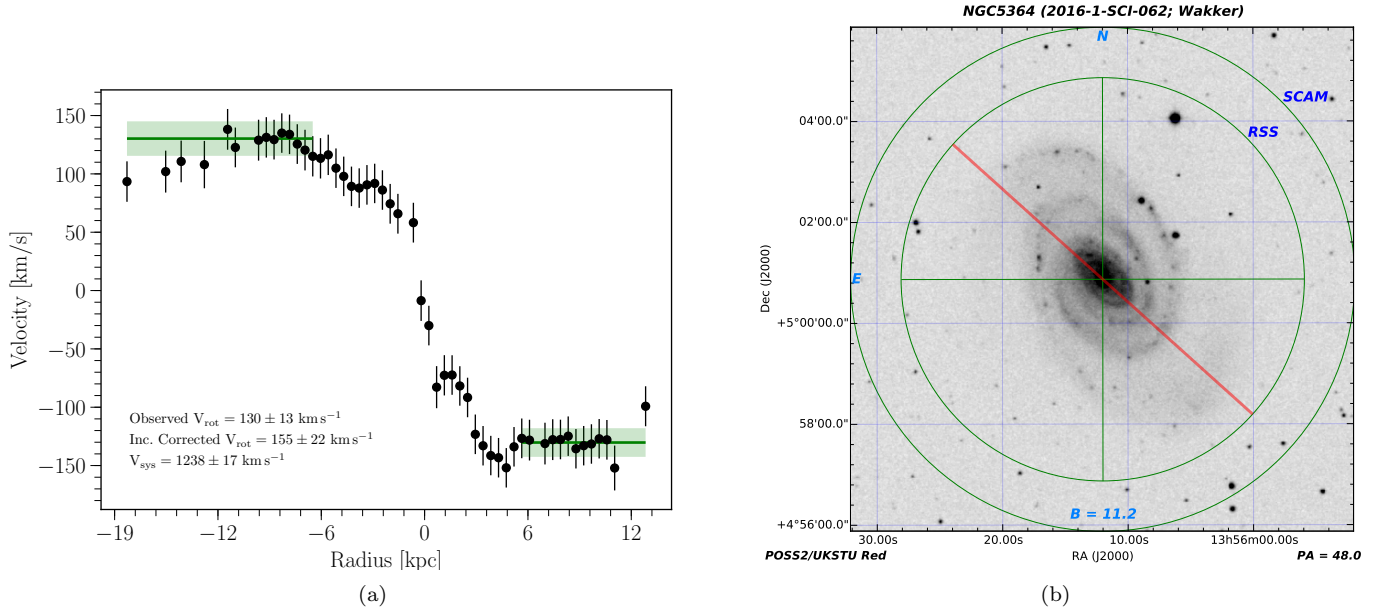 150
100
50
0
−50
−100
−150
Velocity [km/s]
Observed V_rot = 130 ± 13 km s⁻¹
Inc. Corrected V_rot = 155 ± 22 km s⁻¹
V_sys = 1238 ± 17 km s⁻¹
−19 −12 −6 0 6 12
Radius [kpc]
(a)
NGC5364 (2016-1-SCI-062; Wakker)
N
SCAM
RSS
E
B = 11.2
04'00.0"
02'00.0"
+5°00'00.0"
58'00.0"
+4°56'00.0"
Dec (J2000)
30.00s 20.00s 10.00s 13h56m00.00s
POSS2/UKSTU Red RA (J2000) PA = 48.0
(b)